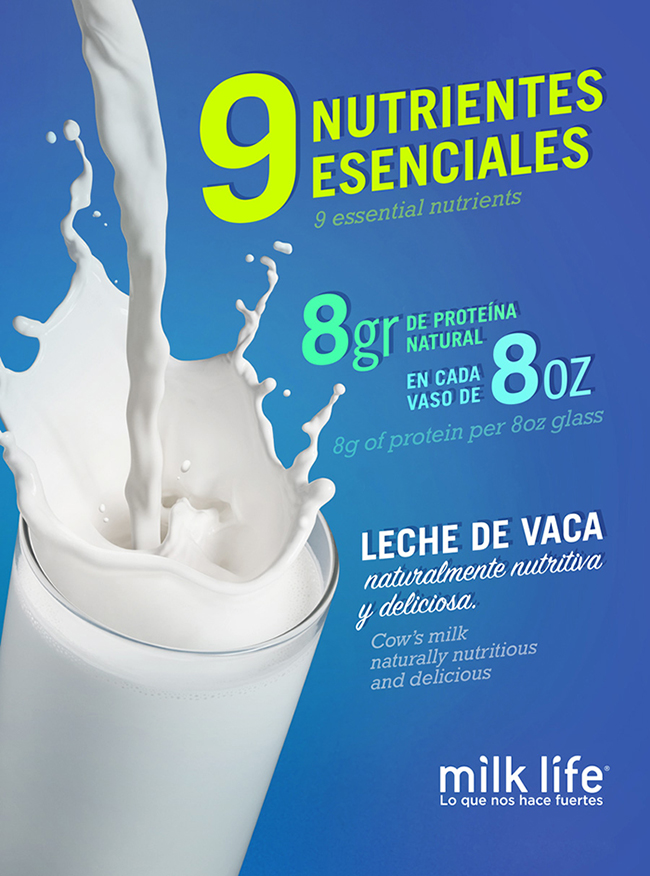 9 NUTRIENTES
ESENCIALES
9 essential nutrients
8gr DE PROTEÍNA
NATURAL
EN CADA
VASO DE 8OZ
8g of protein per 8oz glass
LECHE DE VACA
naturalmente nutritiva
y deliciosa.
Cow's milk
naturally nutritious
and delicious
milk life®
Lo que nos hace fuertes